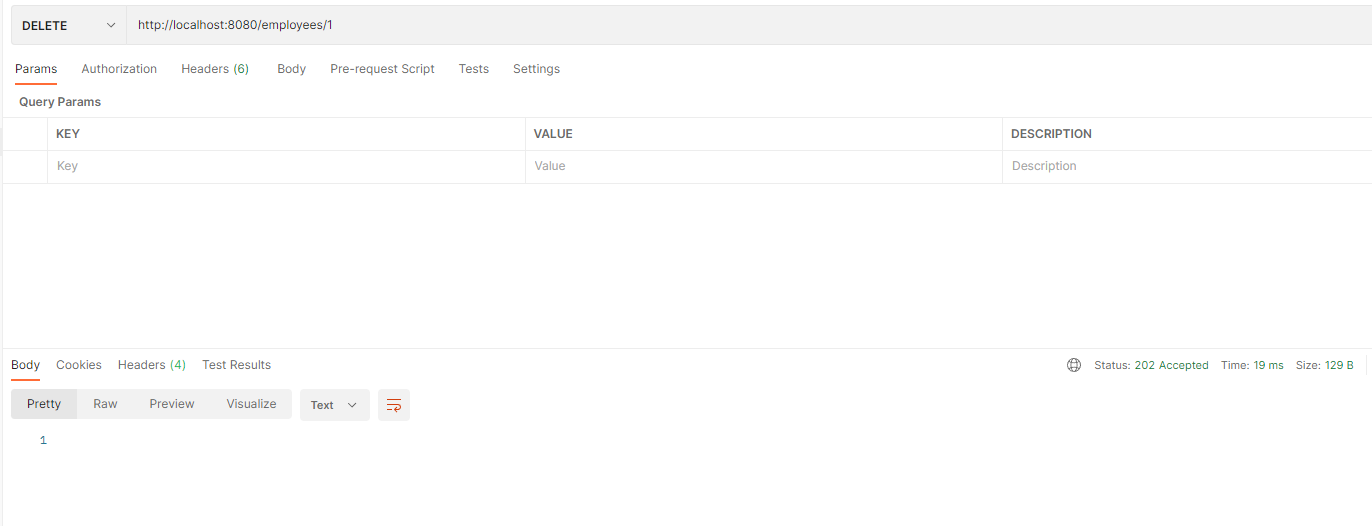 DELETE http://localhost:8080/employees/1
Params Authorization Headers (6) Body Pre-request Script Tests Settings
Query Params
KEY VALUE DESCRIPTION
Key Value Description
Body Cookies Headers (4) Test Results Status: 202 Accepted Time: 19 ms Size: 129 B
Pretty Raw Preview Visualize Text
1